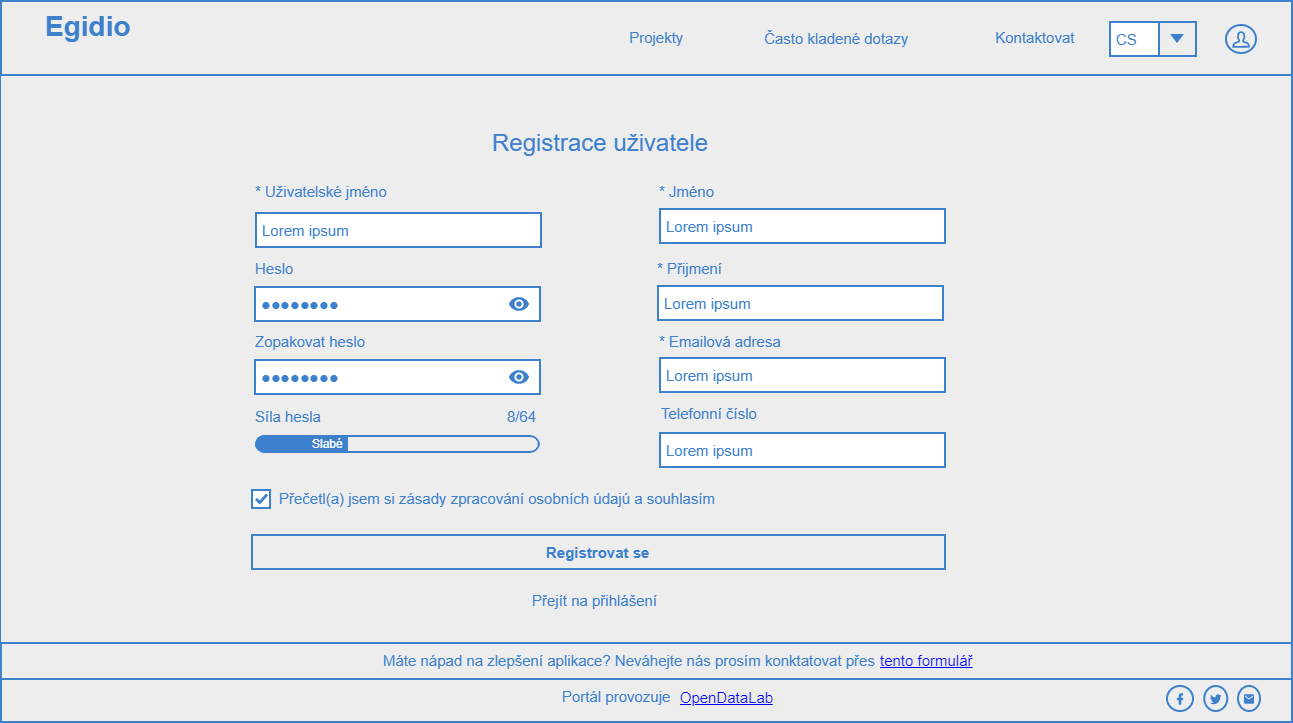 Egidio
Projekty
Často kladené dotazy
Kontaktovat
CS
Registrace uživatele
* Uživatelské jméno
Lorem ipsum
Heslo
Zopakovat heslo
Síla hesla 8/64
Slabé
* Jméno
Lorem ipsum
* Přijmení
Lorem ipsum
* Emailová adresa
Lorem ipsum
Telefonní číslo
Lorem ipsum
Přečetl(a) jsem si zásady zpracování osobních údajú a souhlasím
Registrovat se
Přejít na přihlášení
Máte nápad na zlepšení aplikace? Neváhejte nás prosím konktatovat přes tento formulář
Portál provozuje OpenDataLab